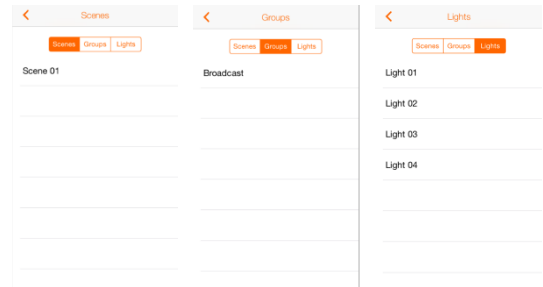 Scenes
Scenes Groups Lights
Scene 01
Groups
Scenes Groups Lights
Broadcast
Lights
Scenes Groups Lights
Light 01
Light 02
Light 03
Light 04